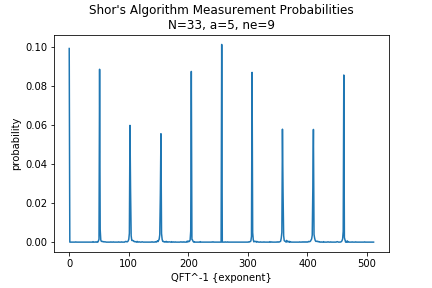 Shor's Algorithm Measurement Probabilities
N=33, a=5, ne=9
0.10
0.08
0.06
0.04
0.02
0.00
probability
0 100 200 300 400 500
QFT^-1 {exponent}